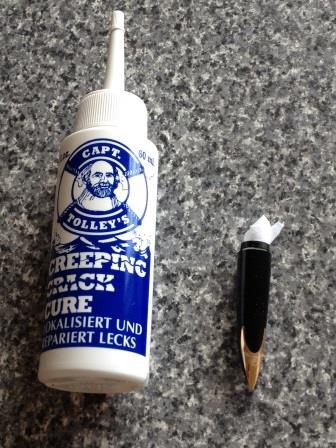 CAPT.
60 ml
TOLLEY'S
CREEPING
CRACK
CURE
LOKALISIERT UND
REPARIERT LECKS